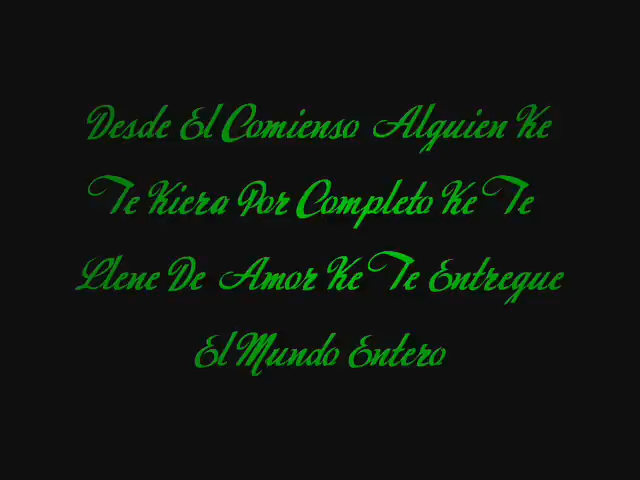 Desde El Comienso Alguien Ke
Te Kiera Por Completo Ke Te
Llene De Amor Ke Te Entregue
El Mundo Entero